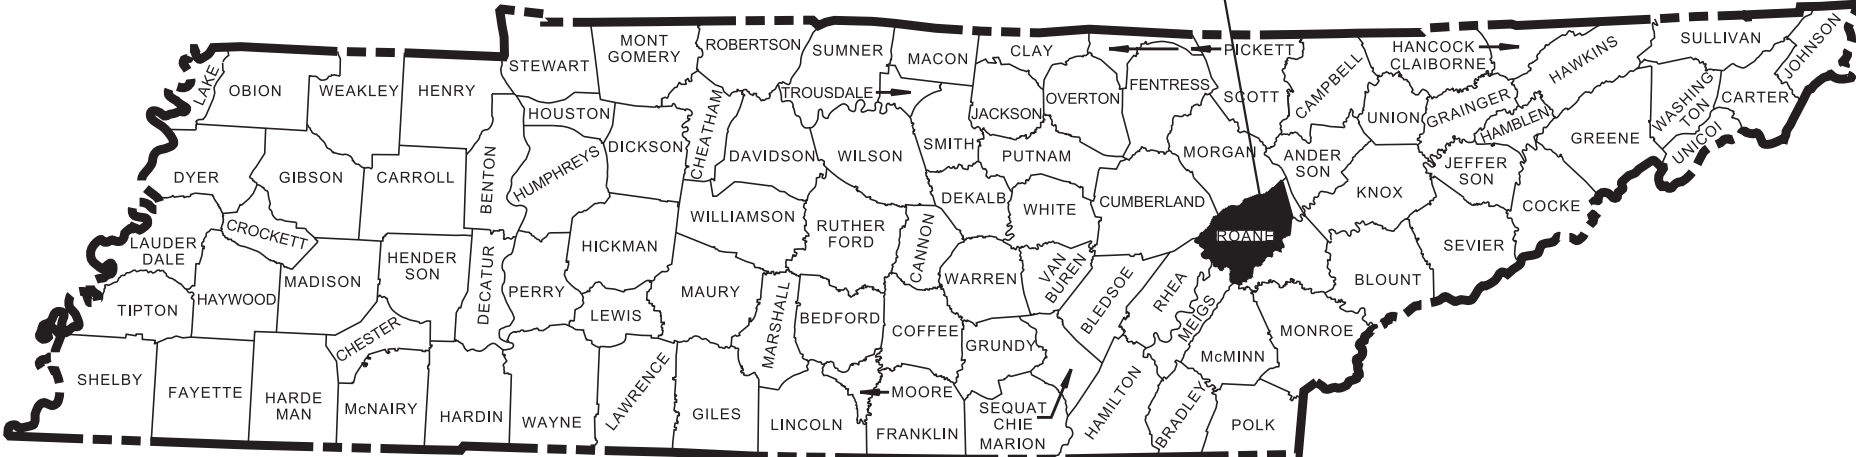 LAKE
OBION
WEAKLEY
HENRY
STEWART
MONT
GOMERY
ROBERTSON
SUMNER
MACON
CLAY
PICKETT
HANCOCK
CLAIBORNE
HAWKINS
SULLIVAN
JOHNSON
TROUSDALE
FENTRESS
SCOTT
CAMPBELL
JACKSON
OVERTON
UNION
GRAINGER
HAMBLEN
WASHING
TON
CARTER
UNICOI
GREENE
HOUSTON
DICKSON
CHEATHAM
DAVIDSON
WILSON
SMITH
PUTNAM
MORGAN
ANDER
SON
KNOX
JEFFER
SON
COCKE
DYER
GIBSON
CARROLL
BENTON
HUMPHREYS
DEKALB
WHITE
CUMBERLAND
ROANE
SEVIER
BLOUNT
LAUDER
DALE
CROCKETT
MADISON
HENDER
SON
DECATUR
PERRY
HICKMAN
WILLIAMSON
RUTHER
FORD
CANNON
WARREN
VAN
BUREN
BLEDSOE
RHEA
MEIGS
MONROE
McMINN
TIPTON
HAYWOOD
CHESTER
LEWIS
MAURY
MARSHALL
BEDFORD
COFFEE
GRUNDY
SHELBY
FAYETTE
HARDE
MAN
McNAIRY
HARDIN
WAYNE
LAWRENCE
GILES
LINCOLN
MOORE
FRANKLIN
SEQUAT
CHIE
MARION
HAMILTON
BRADLEY
POLK